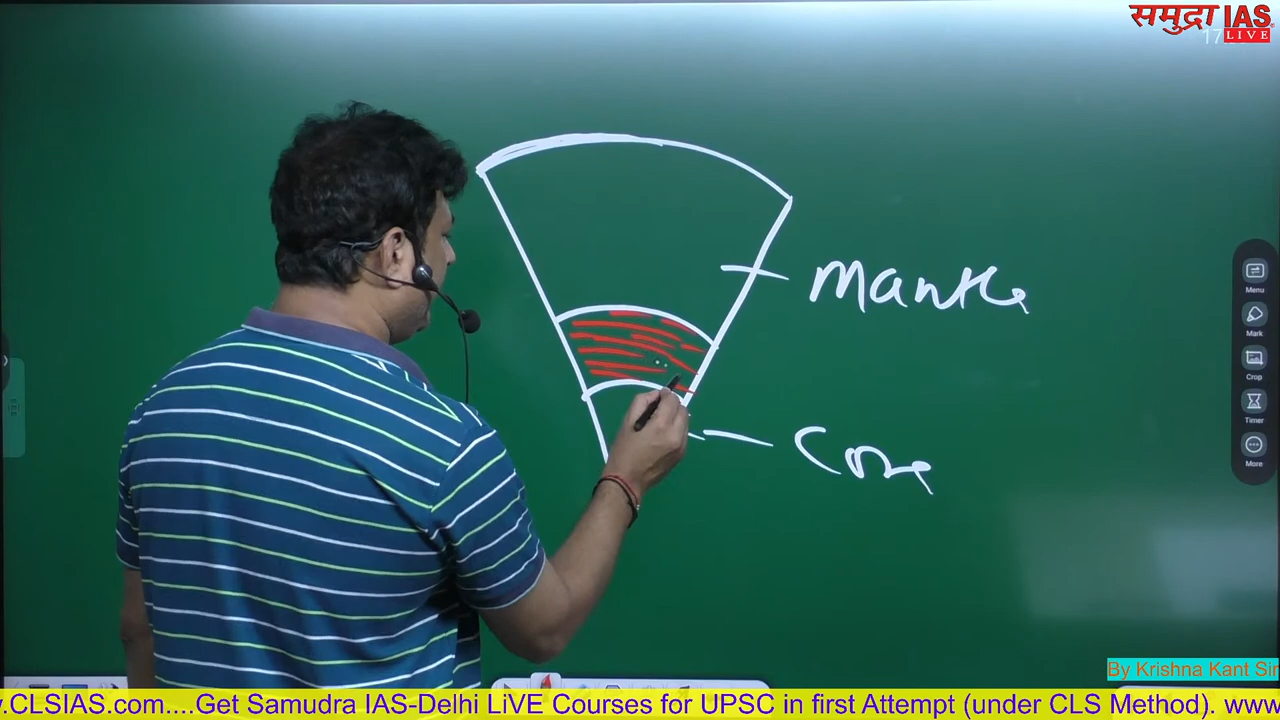 समुद्रा IAS
LIVE
Mantle
Core
Menu
Mark
Crop
Timer
More
By Krishna Kant Sin
.CLSIAS.com....Get Samudra IAS-Delhi LiVE Courses for UPSC in first Attempt (under CLS Method). www